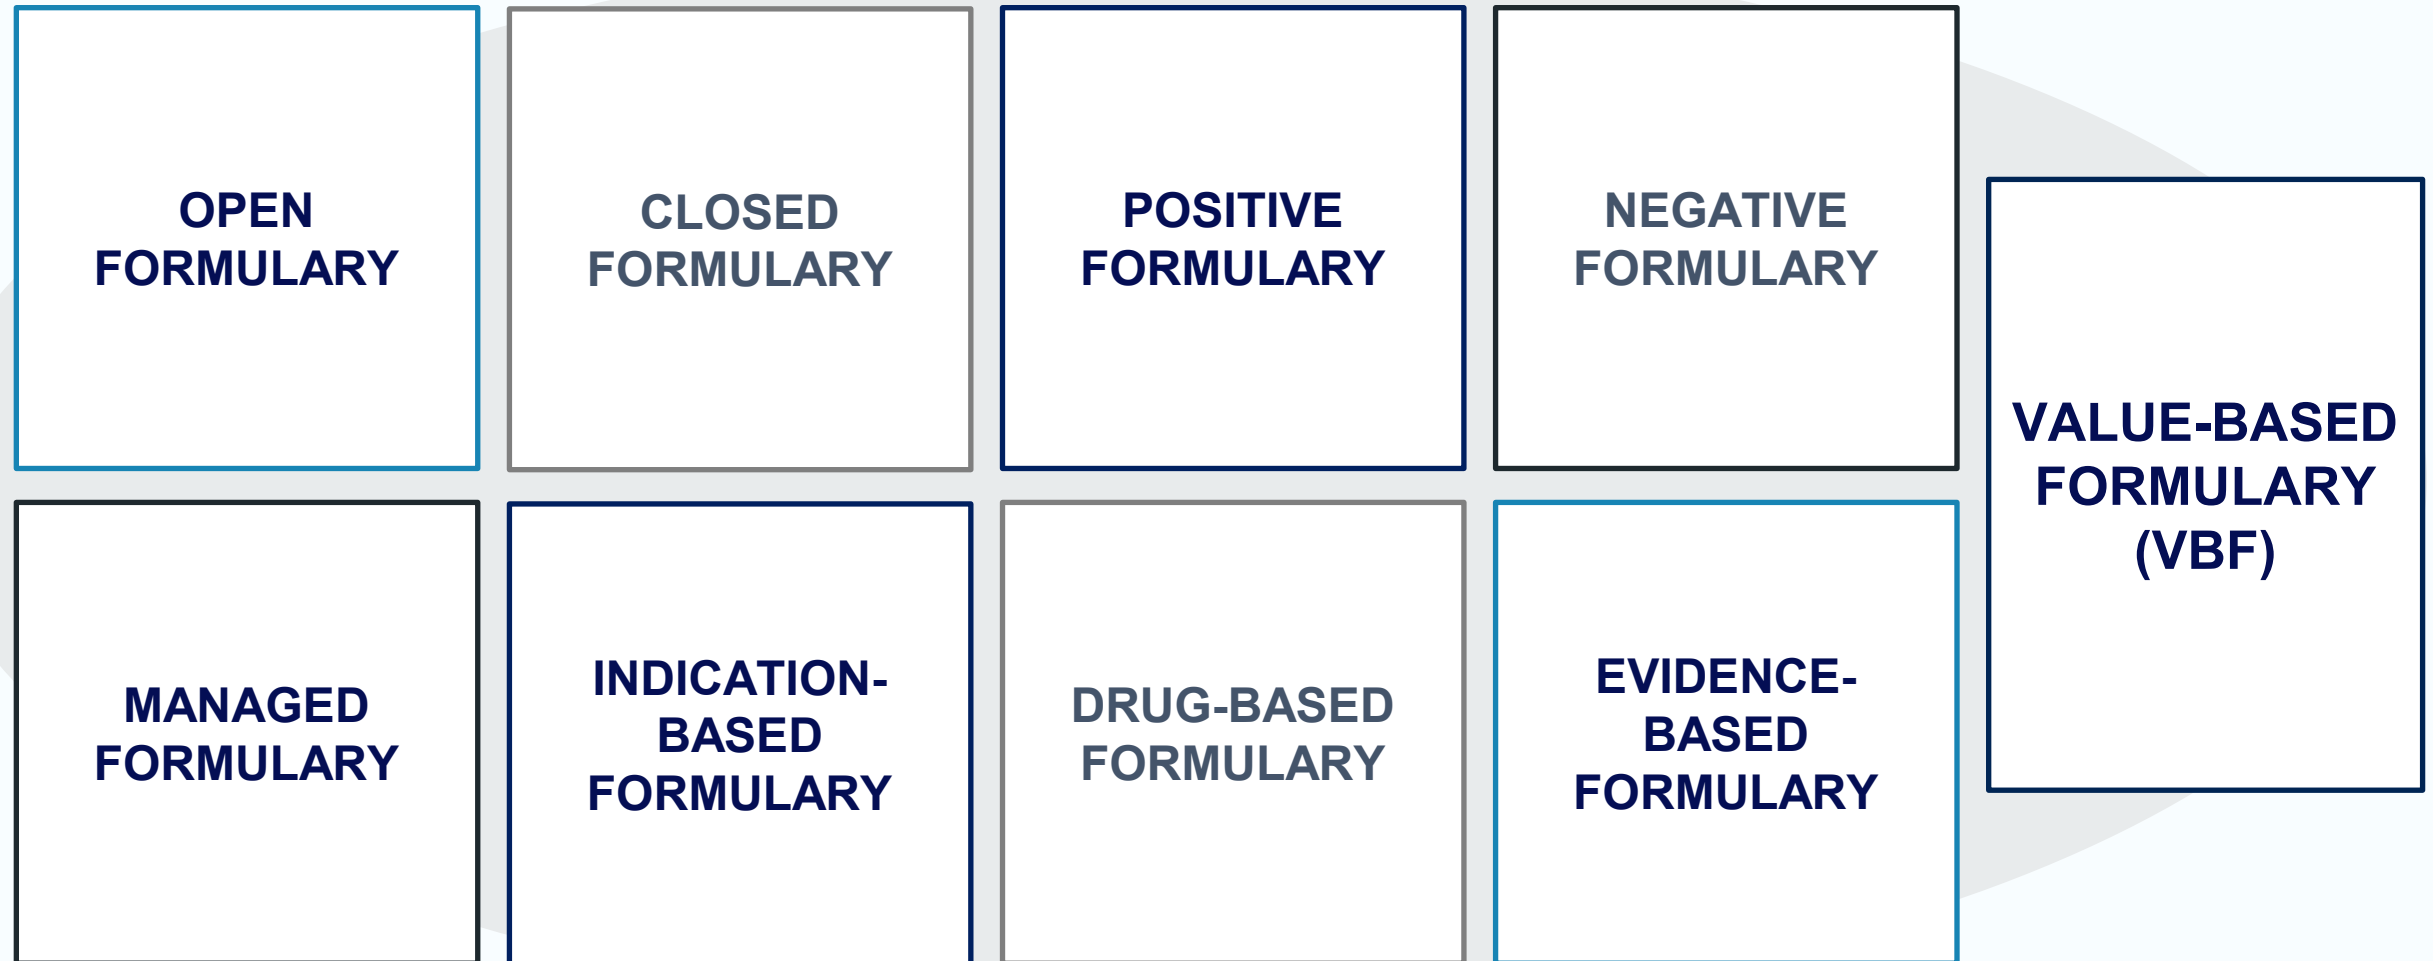 OPEN
FORMULARY
CLOSED
FORMULARY
POSITIVE
FORMULARY
NEGATIVE
FORMULARY
VALUE-BASED
FORMULARY
(VBF)
MANAGED
FORMULARY
INDICATION-
BASED
FORMULARY
DRUG-BASED
FORMULARY
EVIDENCE-
BASED
FORMULARY